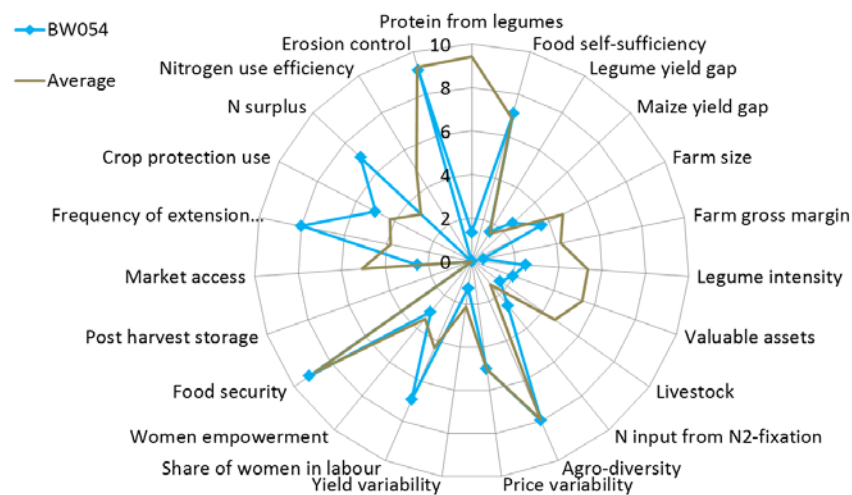 BW054
Average
Protein from legumes
Food self-sufficiency
Legume yield gap
Maize yield gap
Farm size
Farm gross margin
Legume intensity
Valuable assets
Livestock
N input from N2-fixation
Agro-diversity
Price variability
Yield variability
Share of women in labour
Women empowerment
Food security
Post harvest storage
Market access
Frequency of extension...
Crop protection use
N surplus
Nitrogen use efficiency
Erosion control
10
8
6
4
2
0